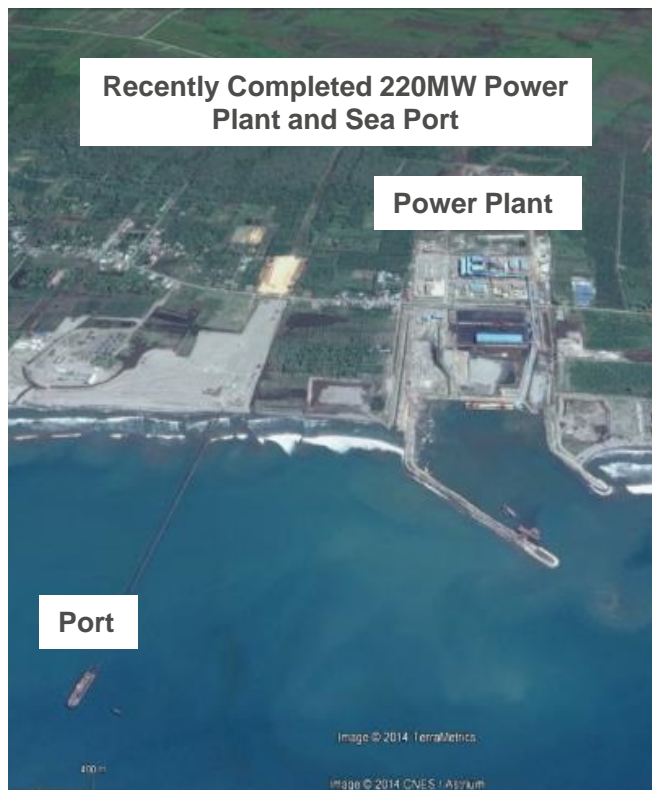 Recently Completed 220MW Power
Plant and Sea Port
Power Plant
Port
Image © 2014 TerraMetrics
400 m
Image © 2014 CNES / Astrium